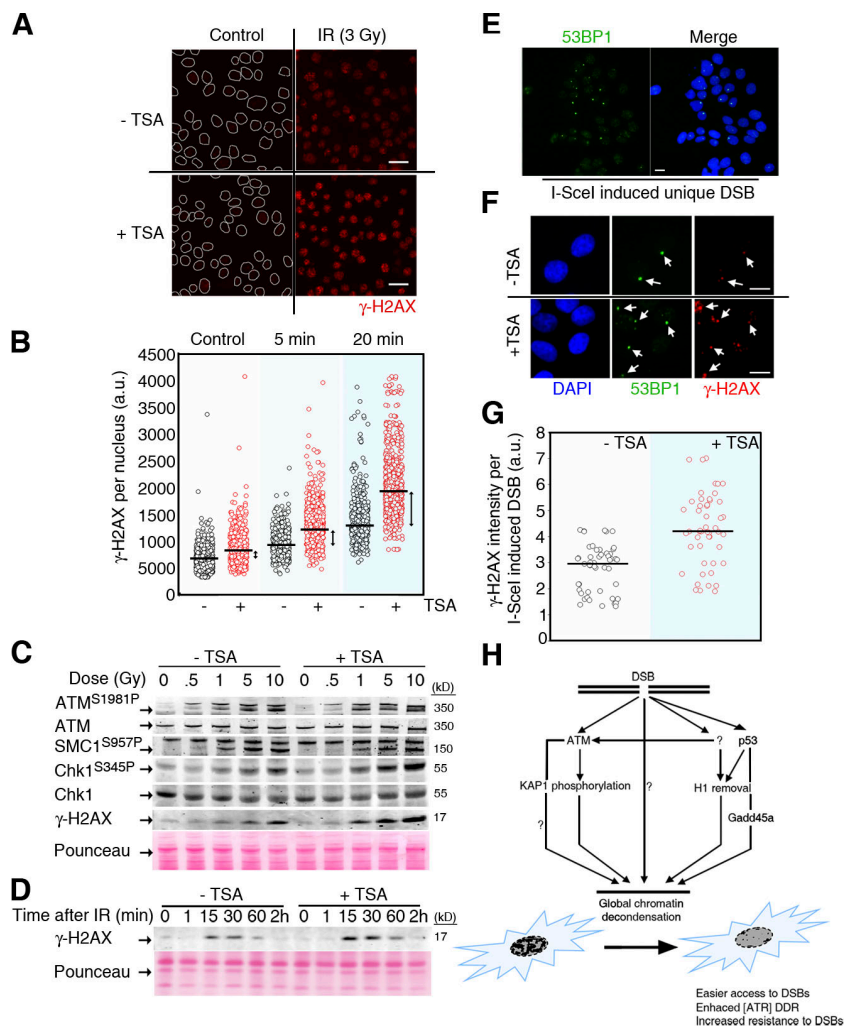 A
Control
IR (3 Gy)
- TSA
+ TSA
γ-H2AX
B
Control
5 min
20 min
γ-H2AX per nucleus (a.u.)
4500
4000
3500
3000
2500
2000
1500
1000
5000
0
- + - + - + TSA
C
- TSA
+ TSA
Dose (Gy) 0 .5 1 5 10 0 .5 1 5 10 (kD)
ATMS1981P 350
ATM 350
SMC1S957P 150
Chk1S345P 55
Chk1 55
γ-H2AX 17
Pounceau
D
- TSA
+ TSA
Time after IR (min) 0 1 15 30 60 2h 0 1 15 30 60 2h (kD)
γ-H2AX 17
Pounceau
E
53BP1
Merge
I-SceI induced unique DSB
F
-TSA
+TSA
DAPI
53BP1
γ-H2AX
G
- TSA
+ TSA
γ-H2AX intensity per
I-SceI induced DSB (a.u.)
8
7
6
5
4
3
2
1
0
H
DSB
ATM
?
p53
KAP1 phosphorylation
?
H1 removal
Gadd45a
?
Global chromatin
decondensation
Easier access to DSBs
Enhaced [ATR] DDR
Increased resistance to DSBs